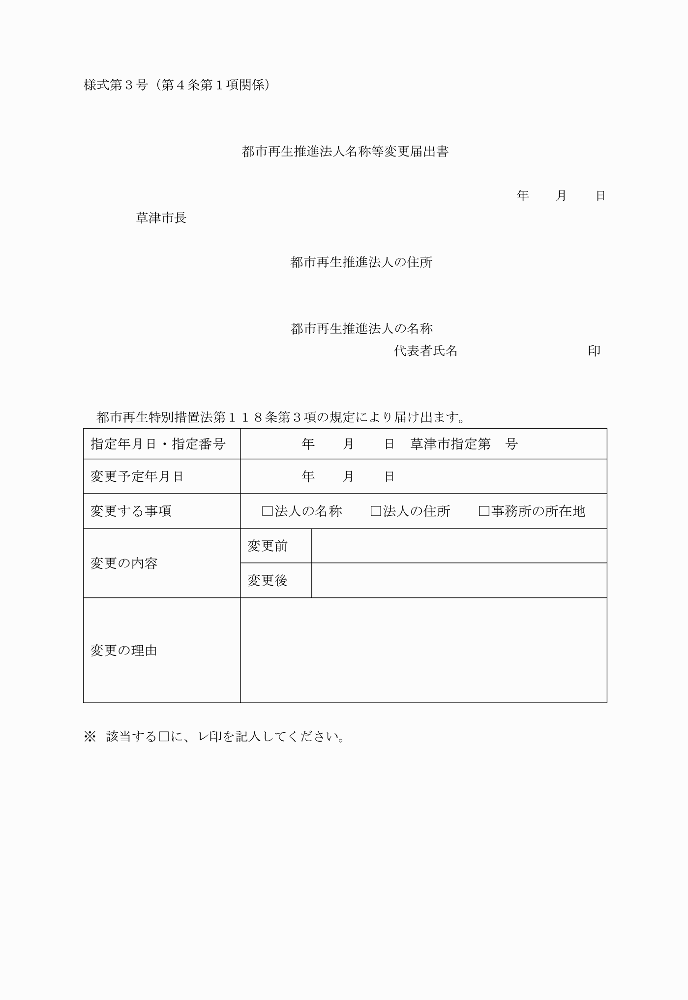 様式第３号（第４条第１項関係）
都市再生推進法人名称等変更届出書
年　　月　　日
草津市長
都市再生推進法人の住所
都市再生推進法人の名称
代表者氏名　　　　　　　　　　印
都市再生特別措置法第１１８条第３項の規定により届け出ます。
指定年月日・指定番号　　　年　　月　　日　草津市指定第　号
変更予定年月日　　　年　　月　　日
変更する事項　□法人の名称　　□法人の住所　　□事務所の所在地
変更の内容
変更前
変更後
変更の理由
※ 該当する□に、レ印を記入してください。